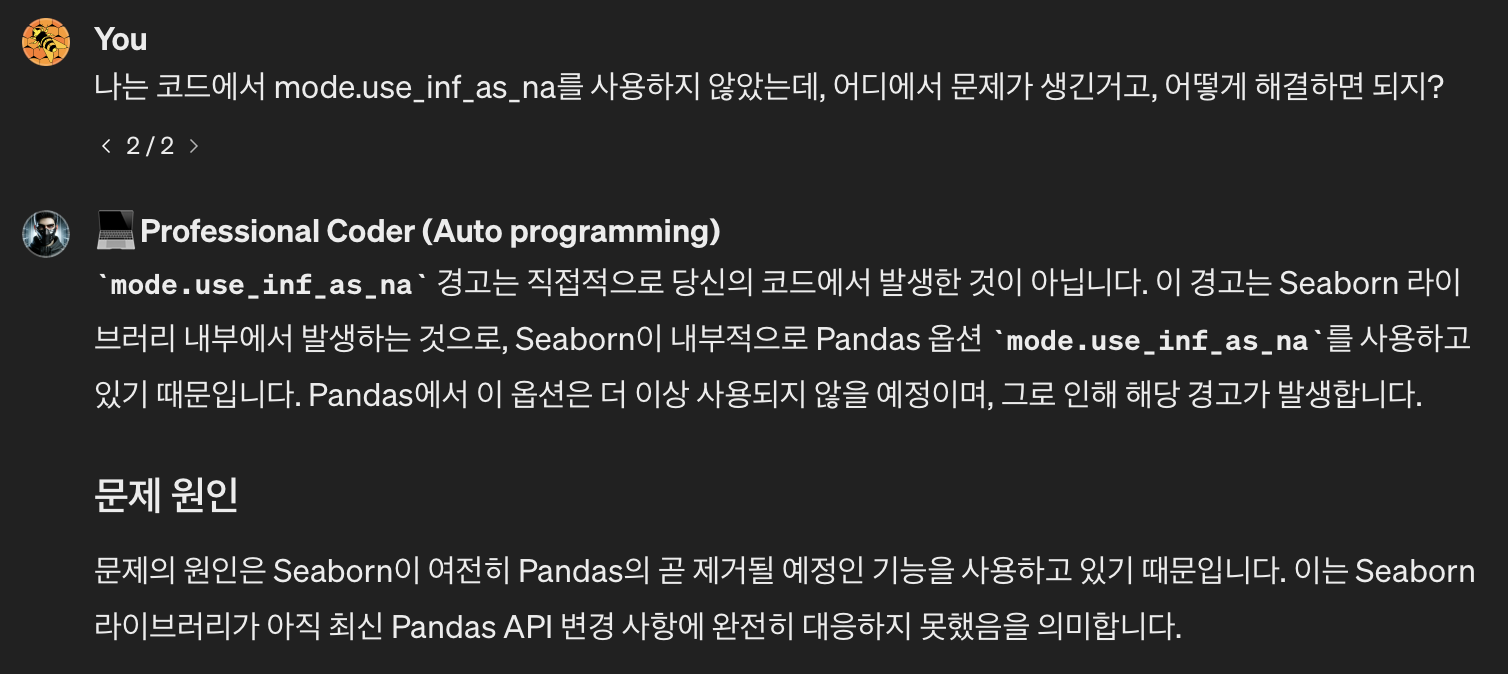 You
나는 코드에서 mode.use_inf_as_na를 사용하지 않았는데, 어디에서 문제가 생긴거고, 어떻게 해결하면 되지?
< 2 / 2 >
💻Professional Coder (Auto programming)
`mode.use_inf_as_na` 경고는 직접적으로 당신의 코드에서 발생한 것이 아닙니다. 이 경고는 Seaborn 라이
브러리 내부에서 발생하는 것으로, Seaborn이 내부적으로 Pandas 옵션 `mode.use_inf_as_na`를 사용하고
있기 때문입니다. Pandas에서 이 옵션은 더 이상 사용되지 않을 예정이며, 그로 인해 해당 경고가 발생합니다.
문제 원인
문제의 원인은 Seaborn이 여전히 Pandas의 곧 제거될 예정인 기능을 사용하고 있기 때문입니다. 이는 Seaborn
라이브러리가 아직 최신 Pandas API 변경 사항에 완전히 대응하지 못했음을 의미합니다.